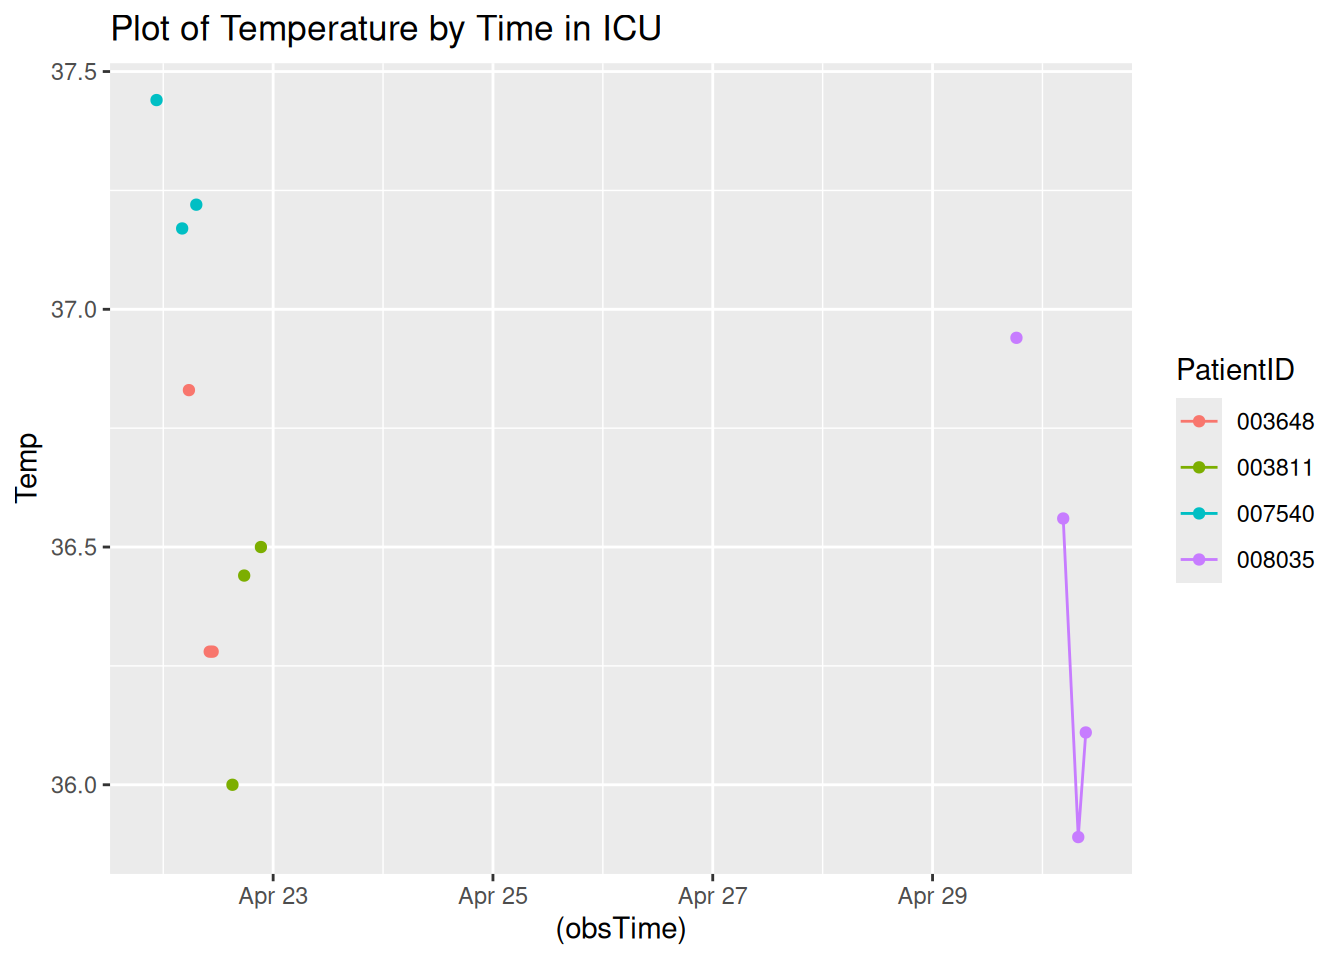 Plot of Temperature by Time in ICU
37.5
37.0
36.5
36.0
Temp
Apr 23
Apr 25
Apr 27
Apr 29
(obsTime)
PatientID
003648
003811
007540
008035